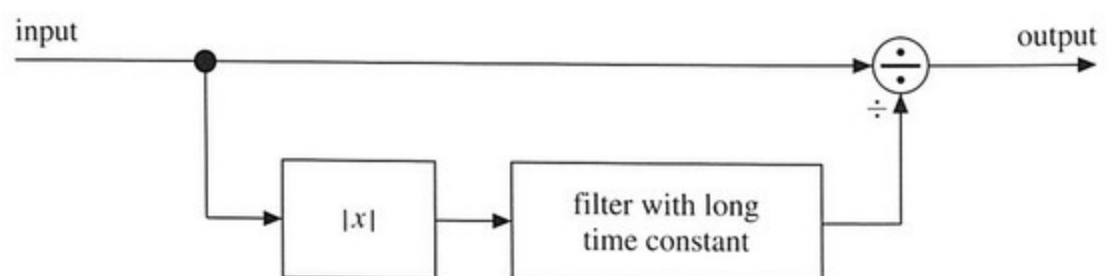 input
output
÷
÷
|x|
filter with long
time constant